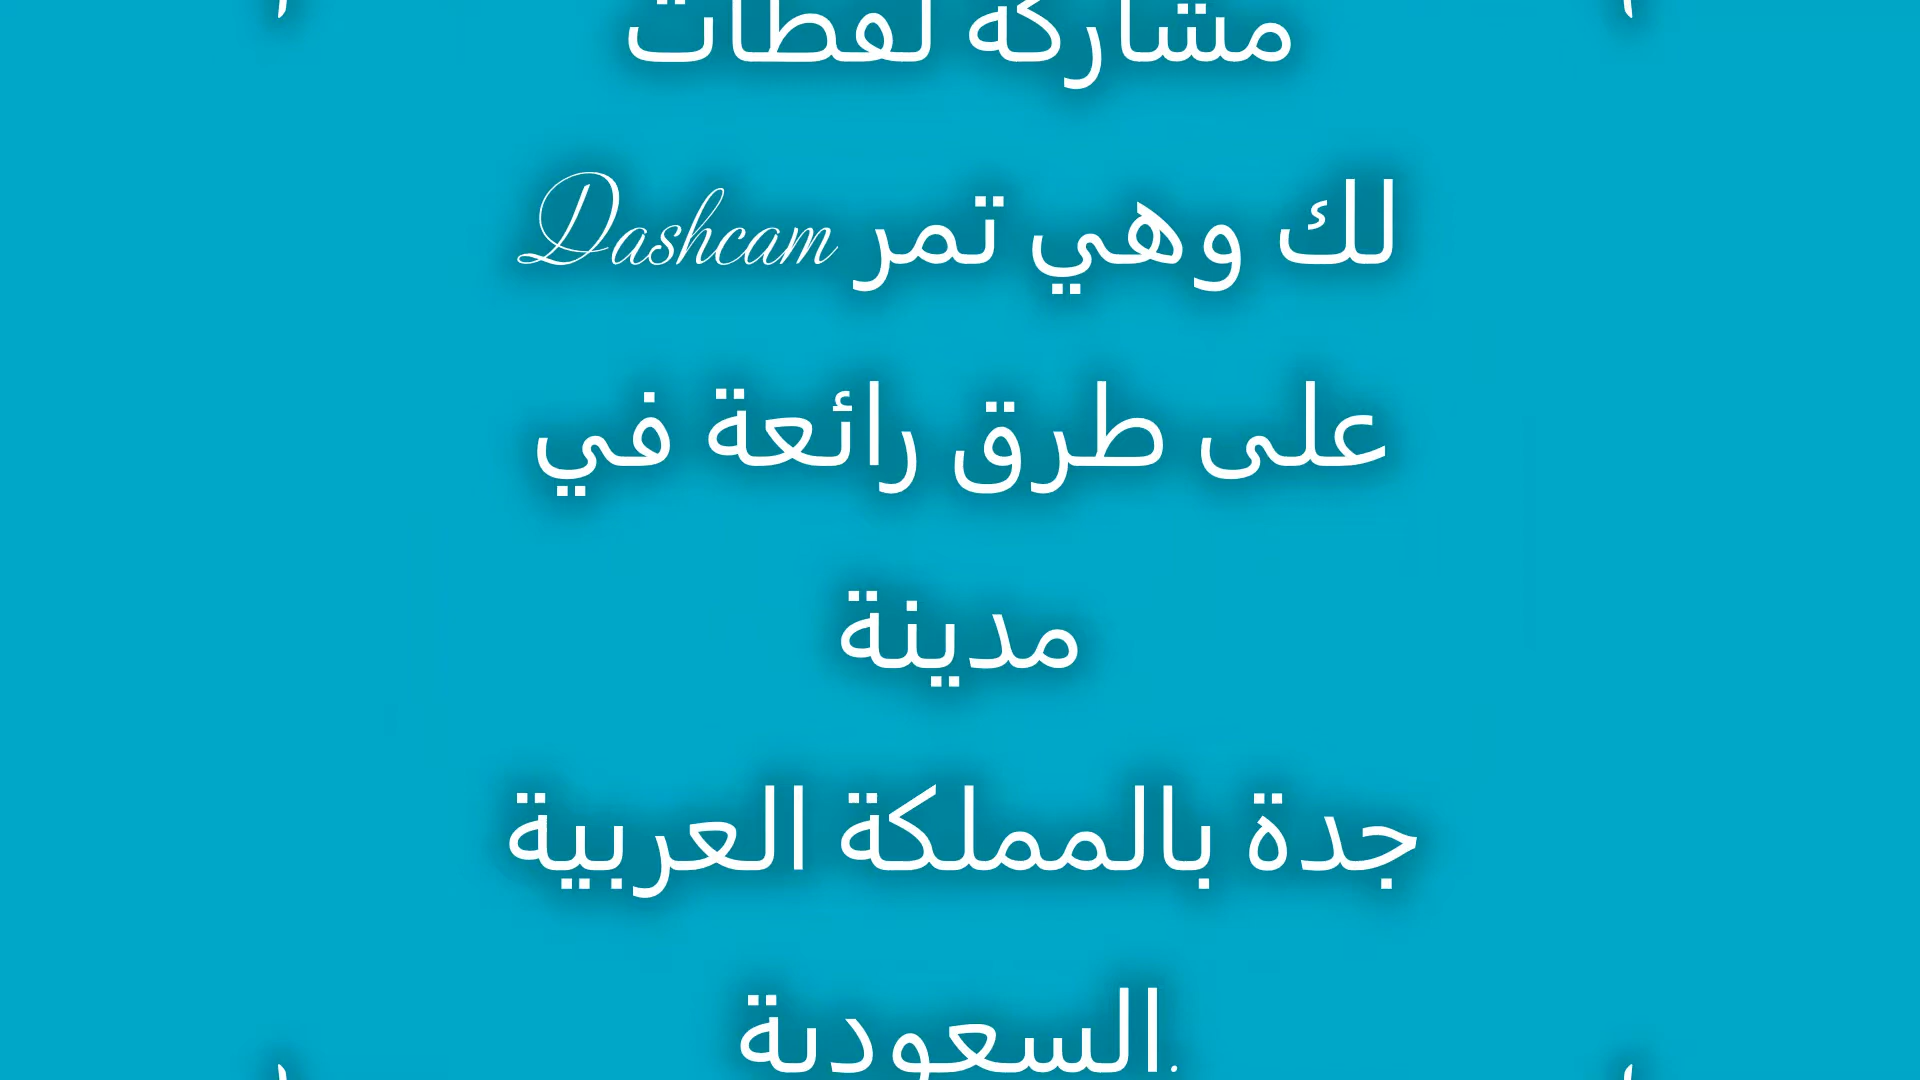 مشاركة لقطات
لك وهي تمر Dashcam
على طرق رائعة في
مدينة
جدة بالمملكة العربية
السعودية.